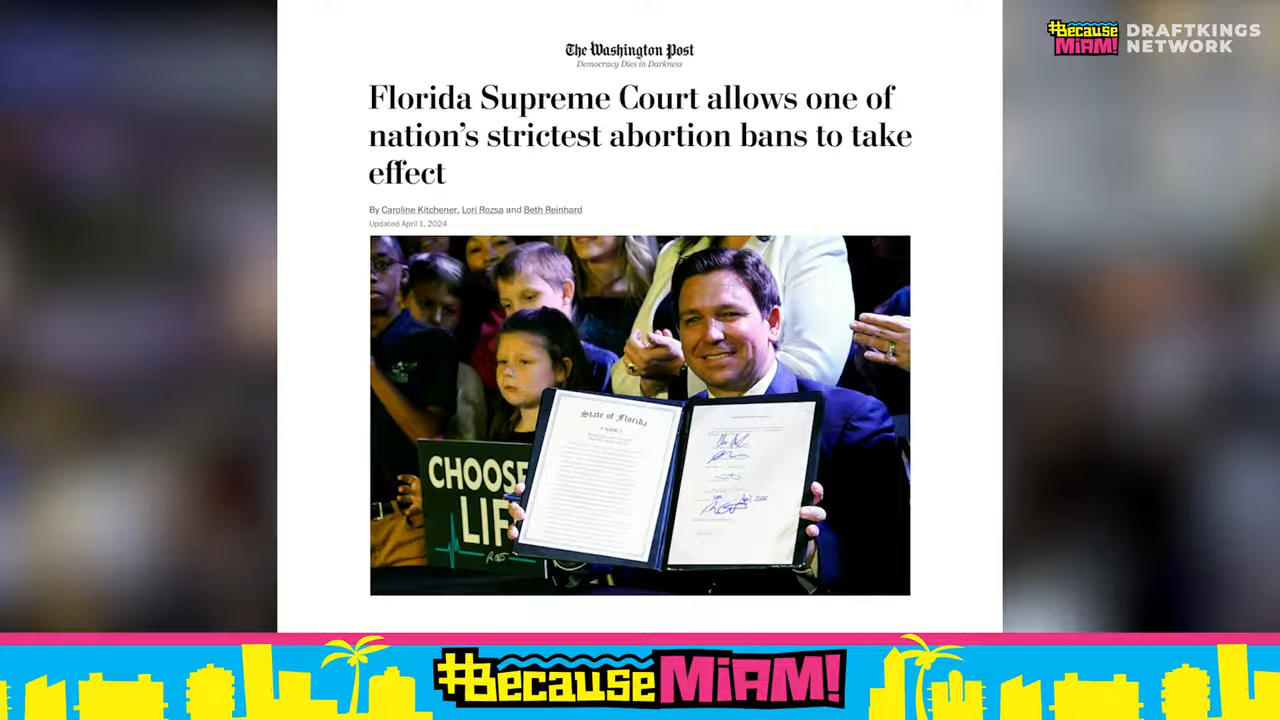 #Because
MiAMi!
DRAFTKINGS
NETWORK
The Washington Post
Democracy Dies in Darkness
Florida Supreme Court allows one of
nation’s strictest abortion bans to take
effect
By Caroline Kitchener, Lori Rozsa and Beth Reinhard
Updated April 1, 2024
State of Florida
CHOOSE
LIF
#BecauseMiAMi!